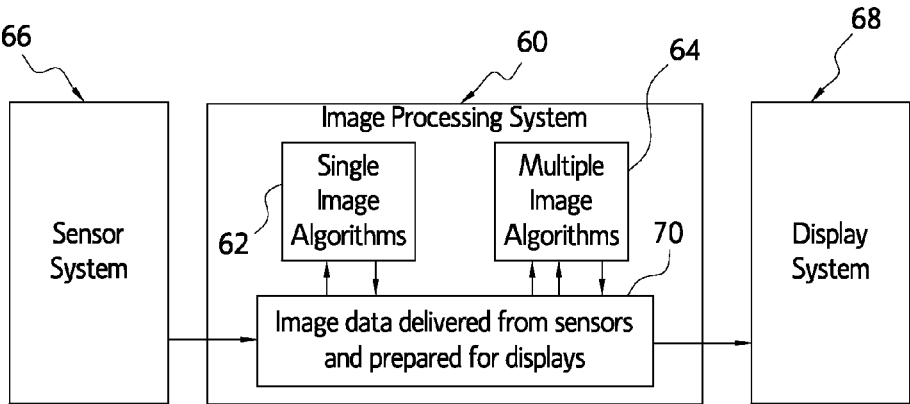 66
60
64
68
Image Processing System
Single
Image
Algorithms
62
Multiple
Image
Algorithms
70
Sensor
System
Display
System
Image data delivered from sensors
and prepared for displays